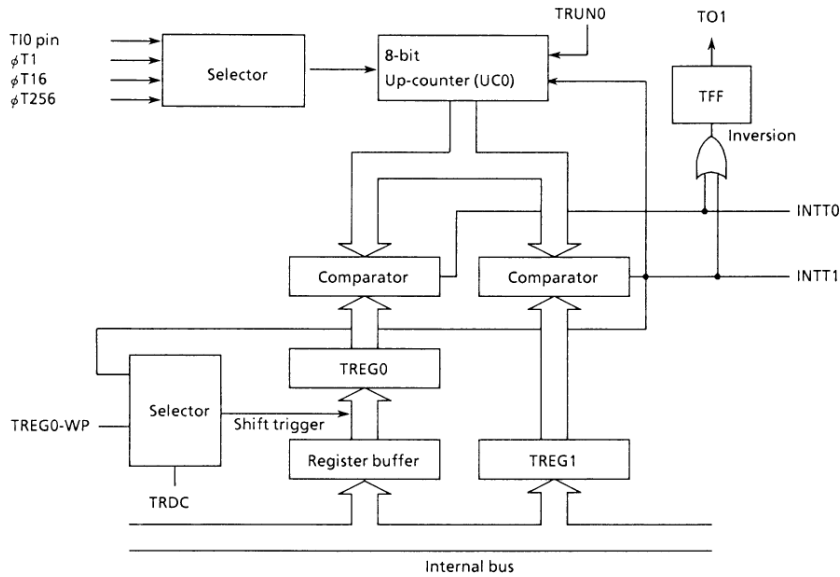 TRUN0
TO1
TI0 pin
φT1
φT16
φT256
Selector
8-bit
Up-counter (UC0)
TFF
Inversion
INTT0
INTT1
Comparator
Comparator
TREG0
Selector
TREG0-WP
Shift trigger
Register buffer
TREG1
TRDC
Internal bus